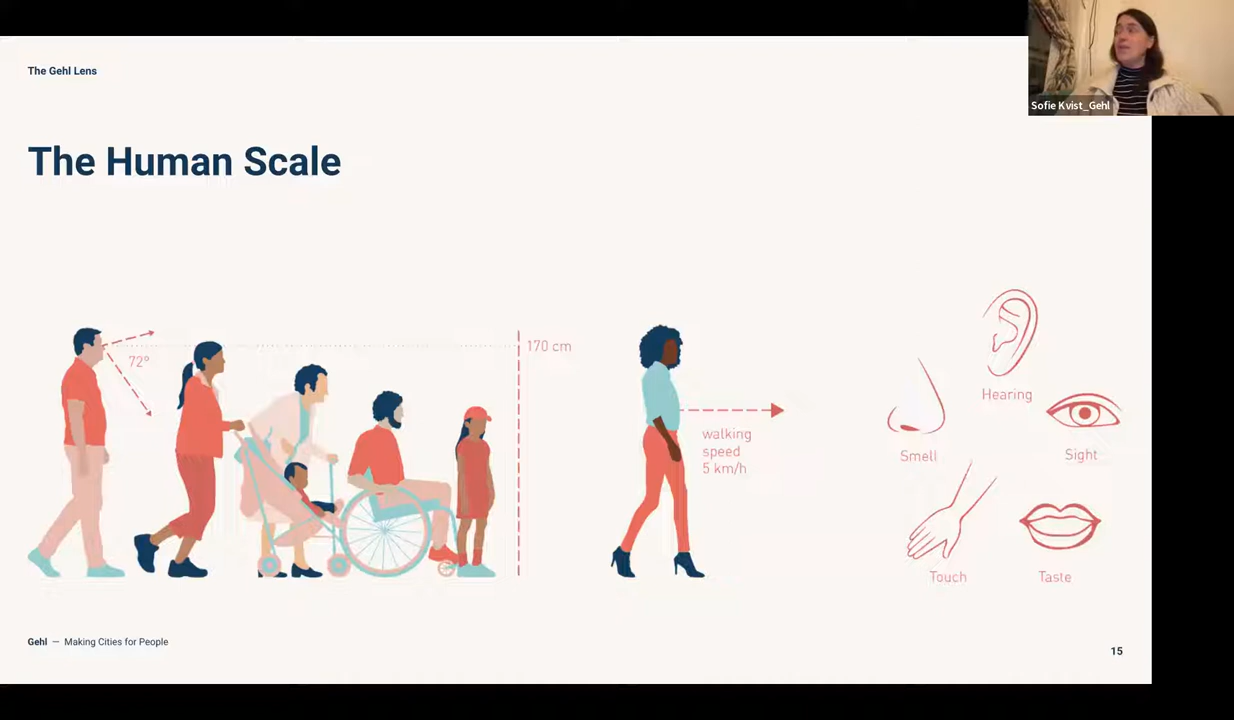 The Gehl Lens
Sofie Kvist_Gehl
The Human Scale
72°
170 cm
walking
speed
5 km/h
Hearing
Smell
Sight
Touch
Taste
Gehl — Making Cities for People
15